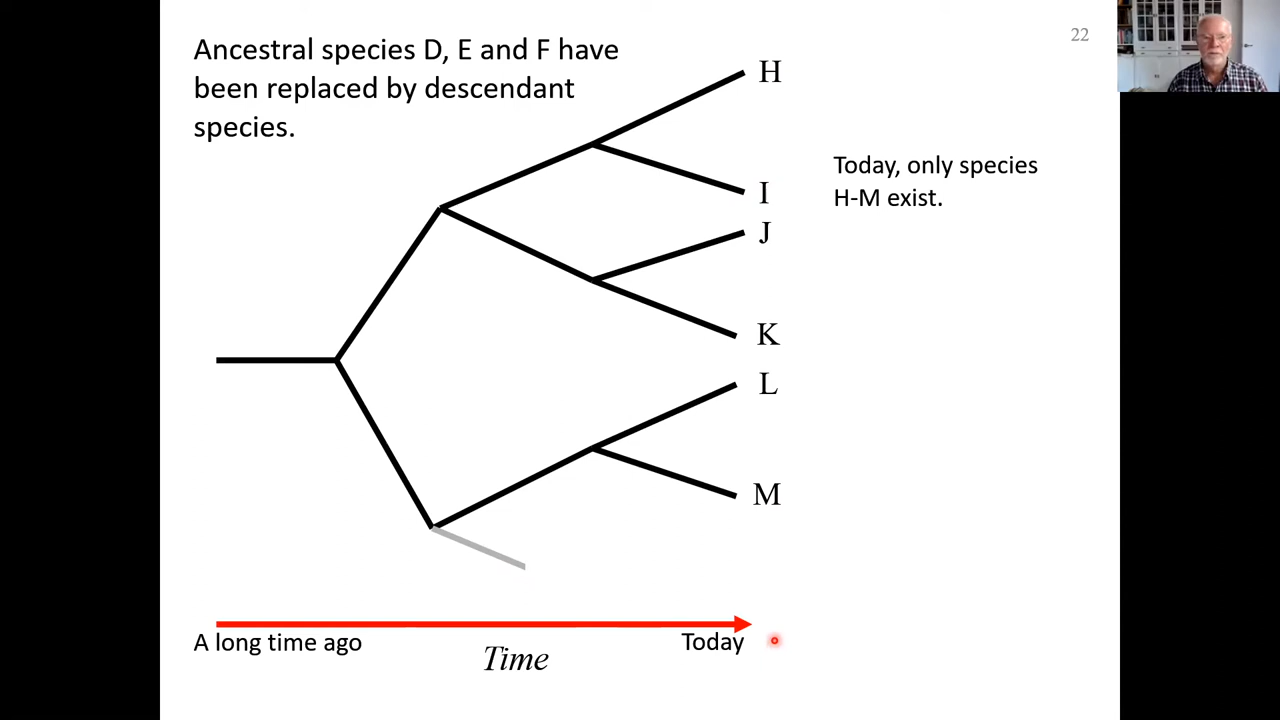 Ancestral species D, E and F have
been replaced by descendant
species.
22
H
Today, only species
H-M exist.
I
J
K
L
M
A long time ago
Time
Today